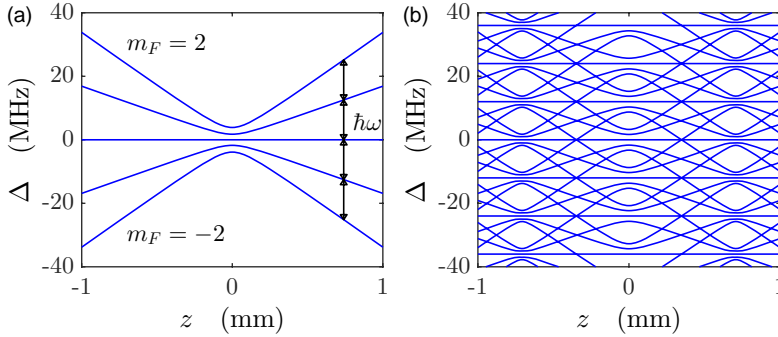 (a)
40
20
0
-20
-40
Δ (MHz)
m_F = 2
ℏω
m_F = −2
-1 0 1
z (mm)
(b)
40
20
0
-20
-40
Δ (MHz)
-1 0 1
z (mm)